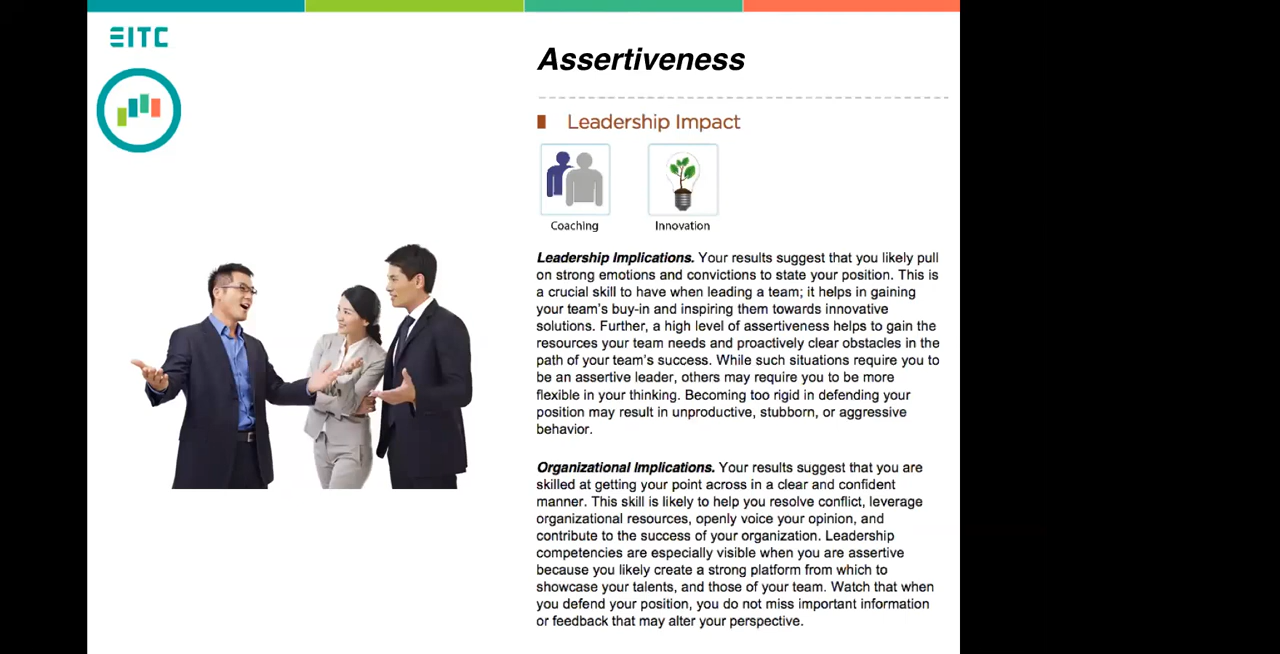 EITC
Assertiveness
Leadership Impact
Coaching
Innovation
Leadership Implications. Your results suggest that you likely pull
on strong emotions and convictions to state your position. This is
a crucial skill to have when leading a team; it helps in gaining
your team's buy-in and inspiring them towards innovative
solutions. Further, a high level of assertiveness helps to gain the
resources your team needs and proactively clear obstacles in the
path of your team's success. While such situations require you to
be an assertive leader, others may require you to be more
flexible in your thinking. Becoming too rigid in defending your
position may result in unproductive, stubborn, or aggressive
behavior.
Organizational Implications. Your results suggest that you are
skilled at getting your point across in a clear and confident
manner. This skill is likely to help you resolve conflict, leverage
organizational resources, openly voice your opinion, and
contribute to the success of your organization. Leadership
competencies are especially visible when you are assertive
because you likely create a strong platform from which to
showcase your talents, and those of your team. Watch that when
you defend your position, you do not miss important information
or feedback that may alter your perspective.